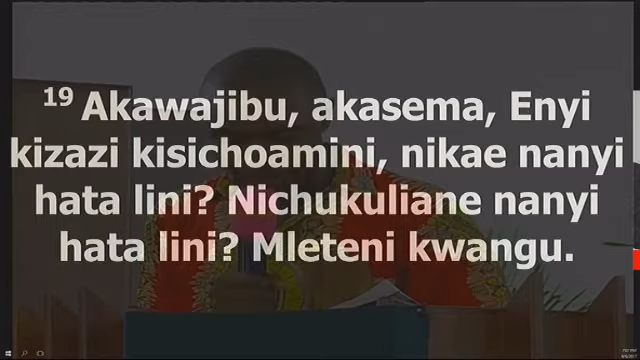 19 Akawajibu, akasema, Enyi
kizazi kisichoamini, nikae nanyi
hata lini? Nichukuliane nanyi
hata lini? Mleteni kwangu.